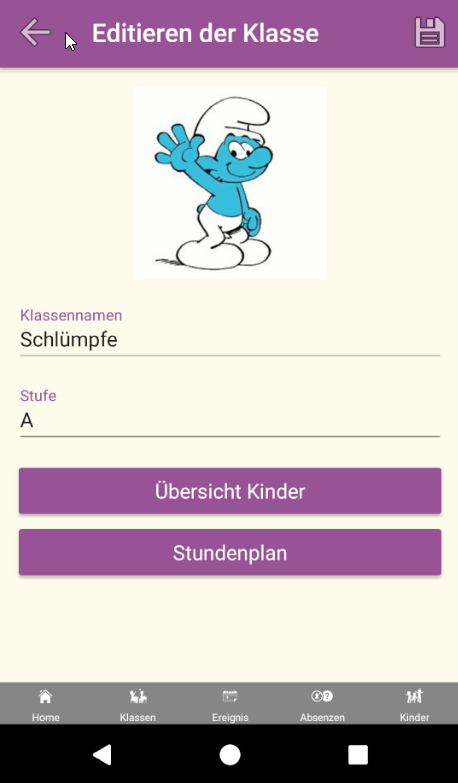 Editieren der Klasse
Klassennamen
Schlümpfe
Stufe
A
Übersicht Kinder
Stundenplan
Home Klassen Ereignis Absenzen Kinder